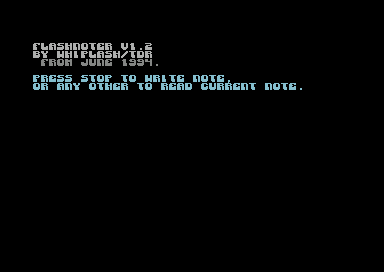 FLASHNOTER V1.2
BY WHIPLASH/TDR
FROM JUNE 1994.
PRESS STOP TO WRITE NOTE,
OR ANY OTHER TO READ CURRENT NOTE.